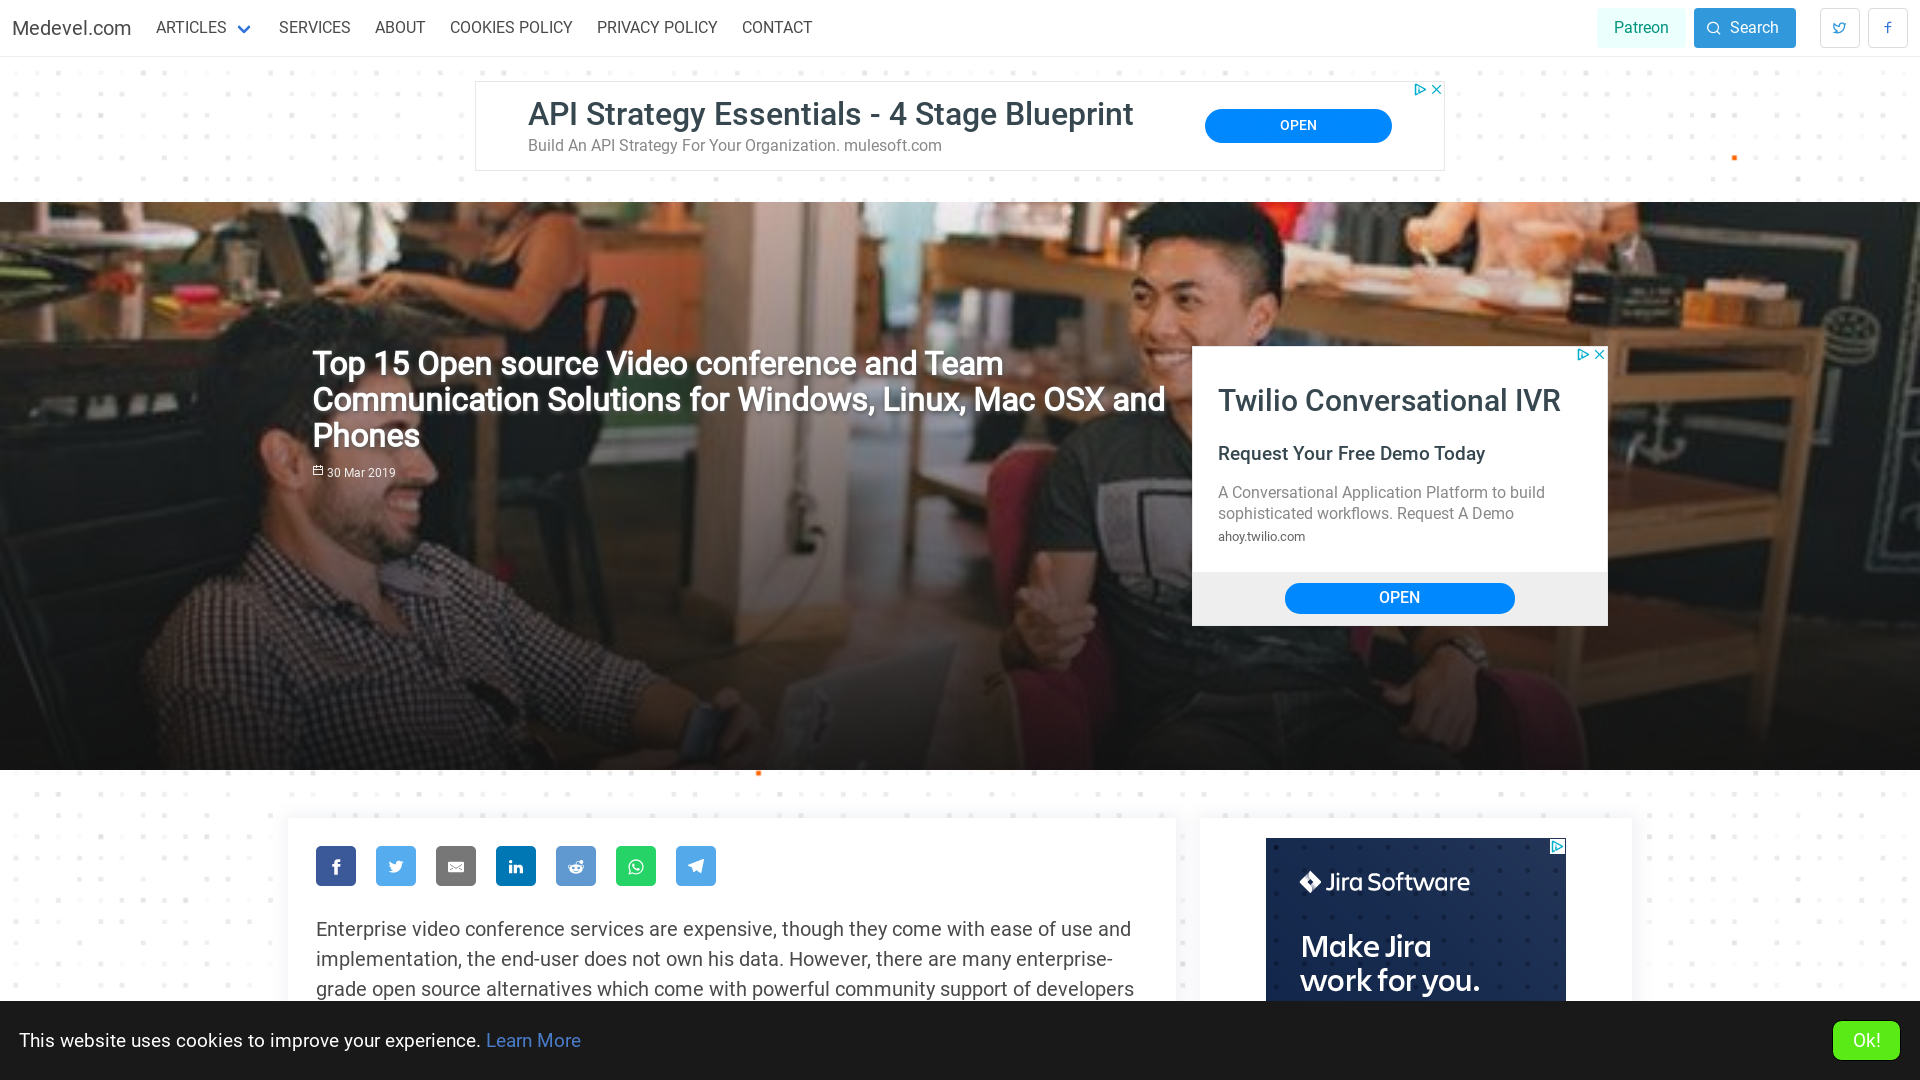 Medevel.com
ARTICLES
SERVICES
ABOUT
COOKIES POLICY
PRIVACY POLICY
CONTACT
Patreon
Search
API Strategy Essentials - 4 Stage Blueprint
Build An API Strategy For Your Organization. mulesoft.com
OPEN
Top 15 Open source Video conference and Team
Communication Solutions for Windows, Linux, Mac OSX and
Phones
30 Mar 2019
Twilio Conversational IVR
Request Your Free Demo Today
A Conversational Application Platform to build
sophisticated workflows. Request A Demo
ahoy.twilio.com
OPEN
Enterprise video conference services are expensive, though they come with ease of use and
implementation, the end-user does not own his data. However, there are many enterprise-
grade open source alternatives which come with powerful community support of developers
Jira Software
Make Jira
work for you.
This website uses cookies to improve your experience. Learn More
Ok!